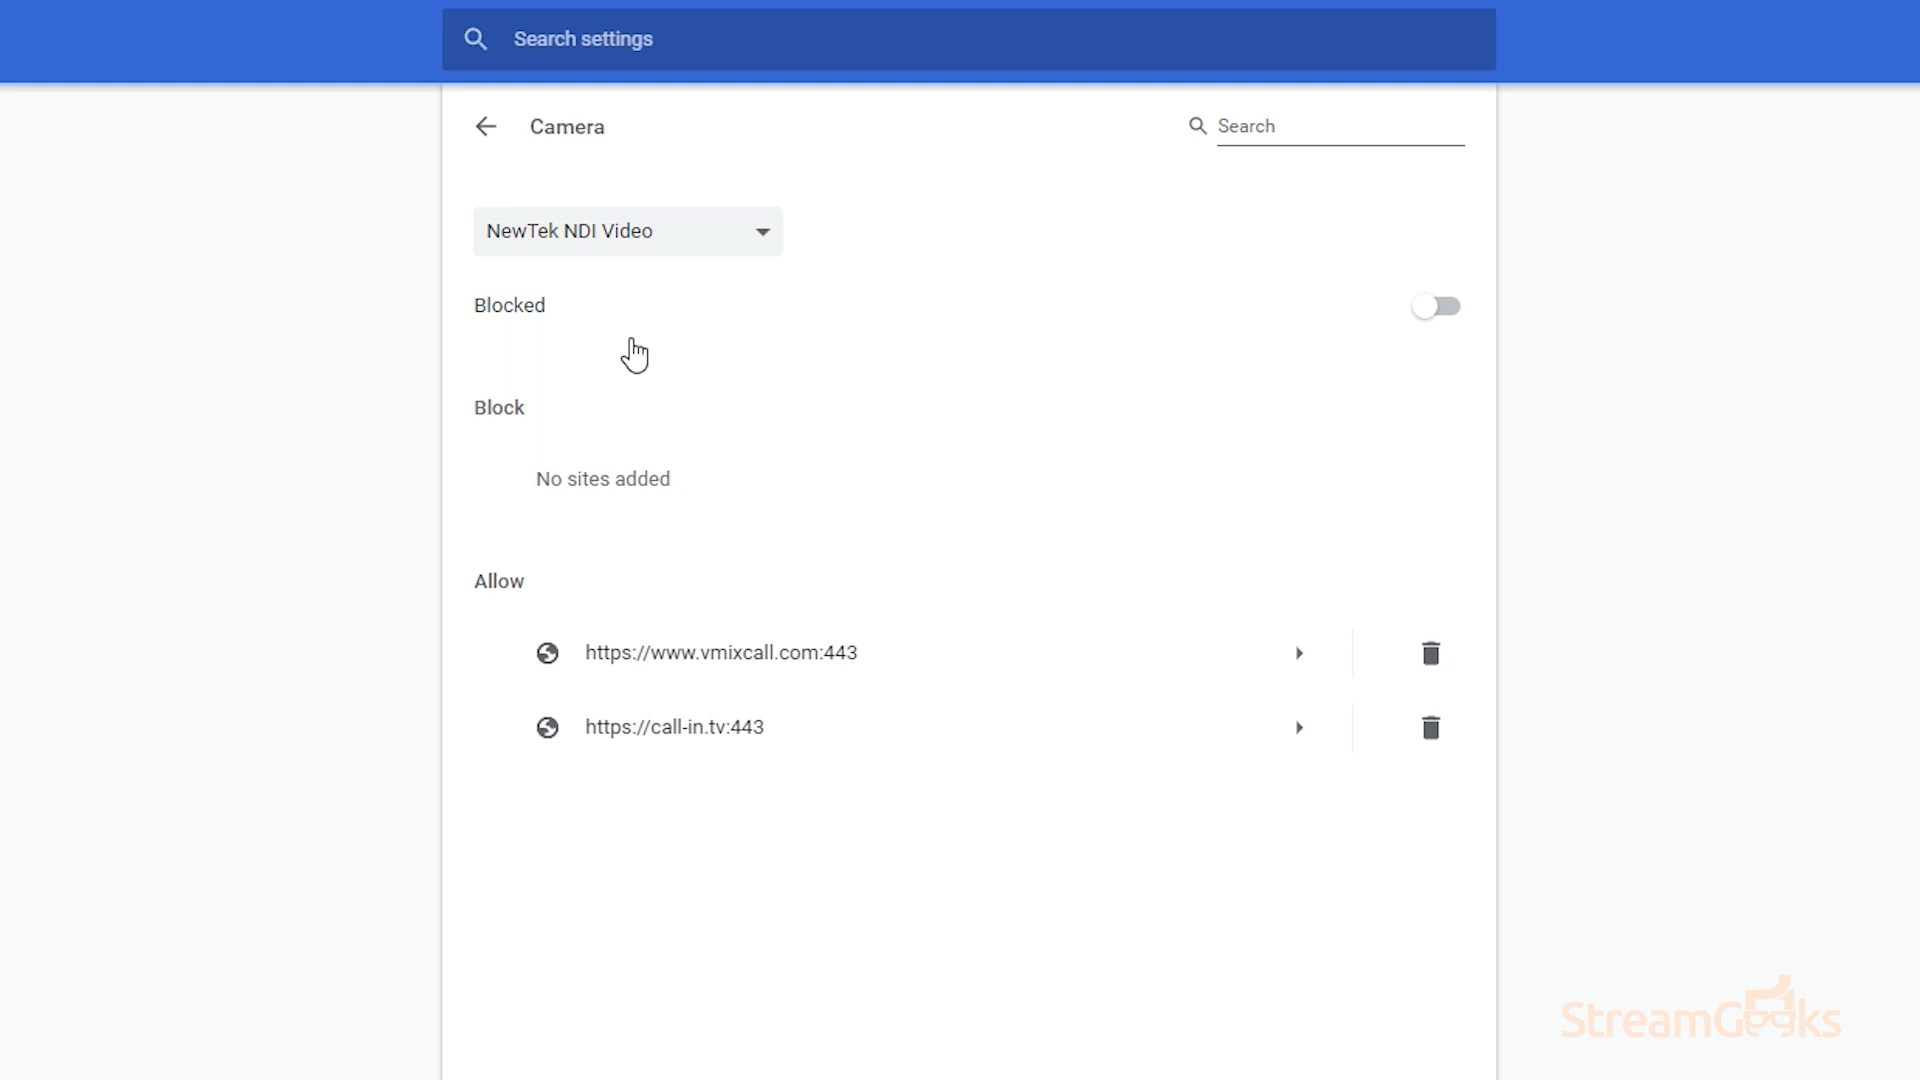 Search settings
Camera
Search
NewTek NDI Video
Blocked
Block
No sites added
Allow
https://www.vmixcall.com:443
https://call-in.tv:443
StreamGeeks